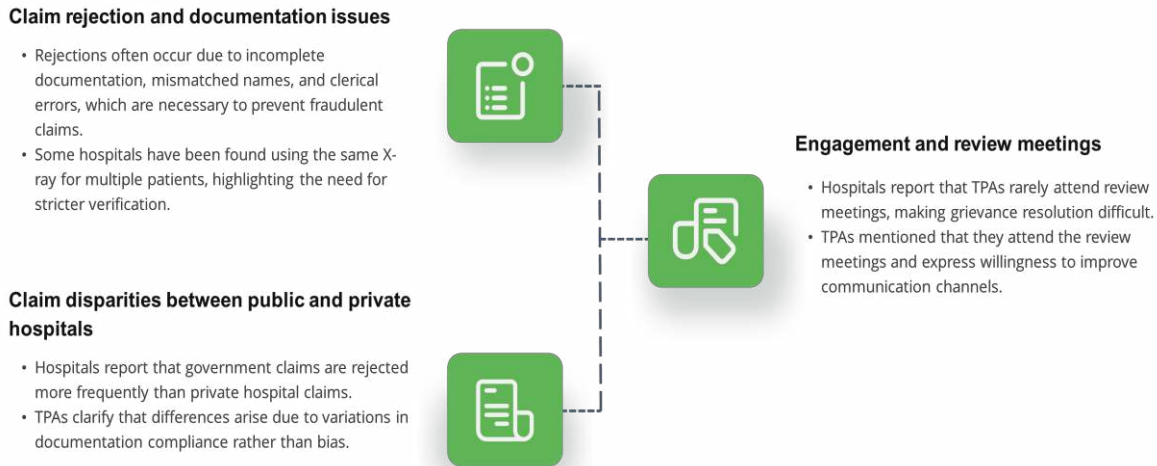 Claim rejection and documentation issues
• Rejections often occur due to incomplete
documentation, mismatched names, and clerical
errors, which are necessary to prevent fraudulent
claims.
• Some hospitals have been found using the same X-
ray for multiple patients, highlighting the need for
stricter verification.
Claim disparities between public and private
hospitals
• Hospitals report that government claims are rejected
more frequently than private hospital claims.
• TPAs clarify that differences arise due to variations in
documentation compliance rather than bias.
Engagement and review meetings
• Hospitals report that TPAs rarely attend review
meetings, making grievance resolution difficult.
• TPAs mentioned that they attend the review
meetings and express willingness to improve
communication channels.